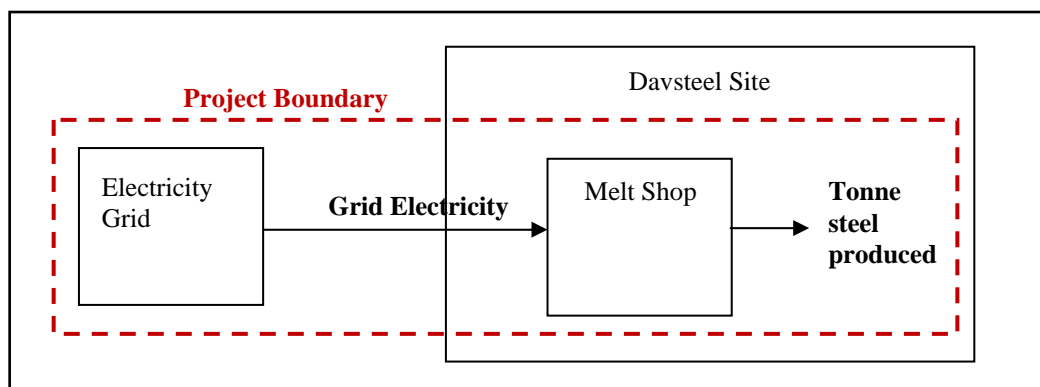 Davsteel Site
Project Boundary
Electricity
Grid
Grid Electricity
Melt Shop
Tonne
steel
produced